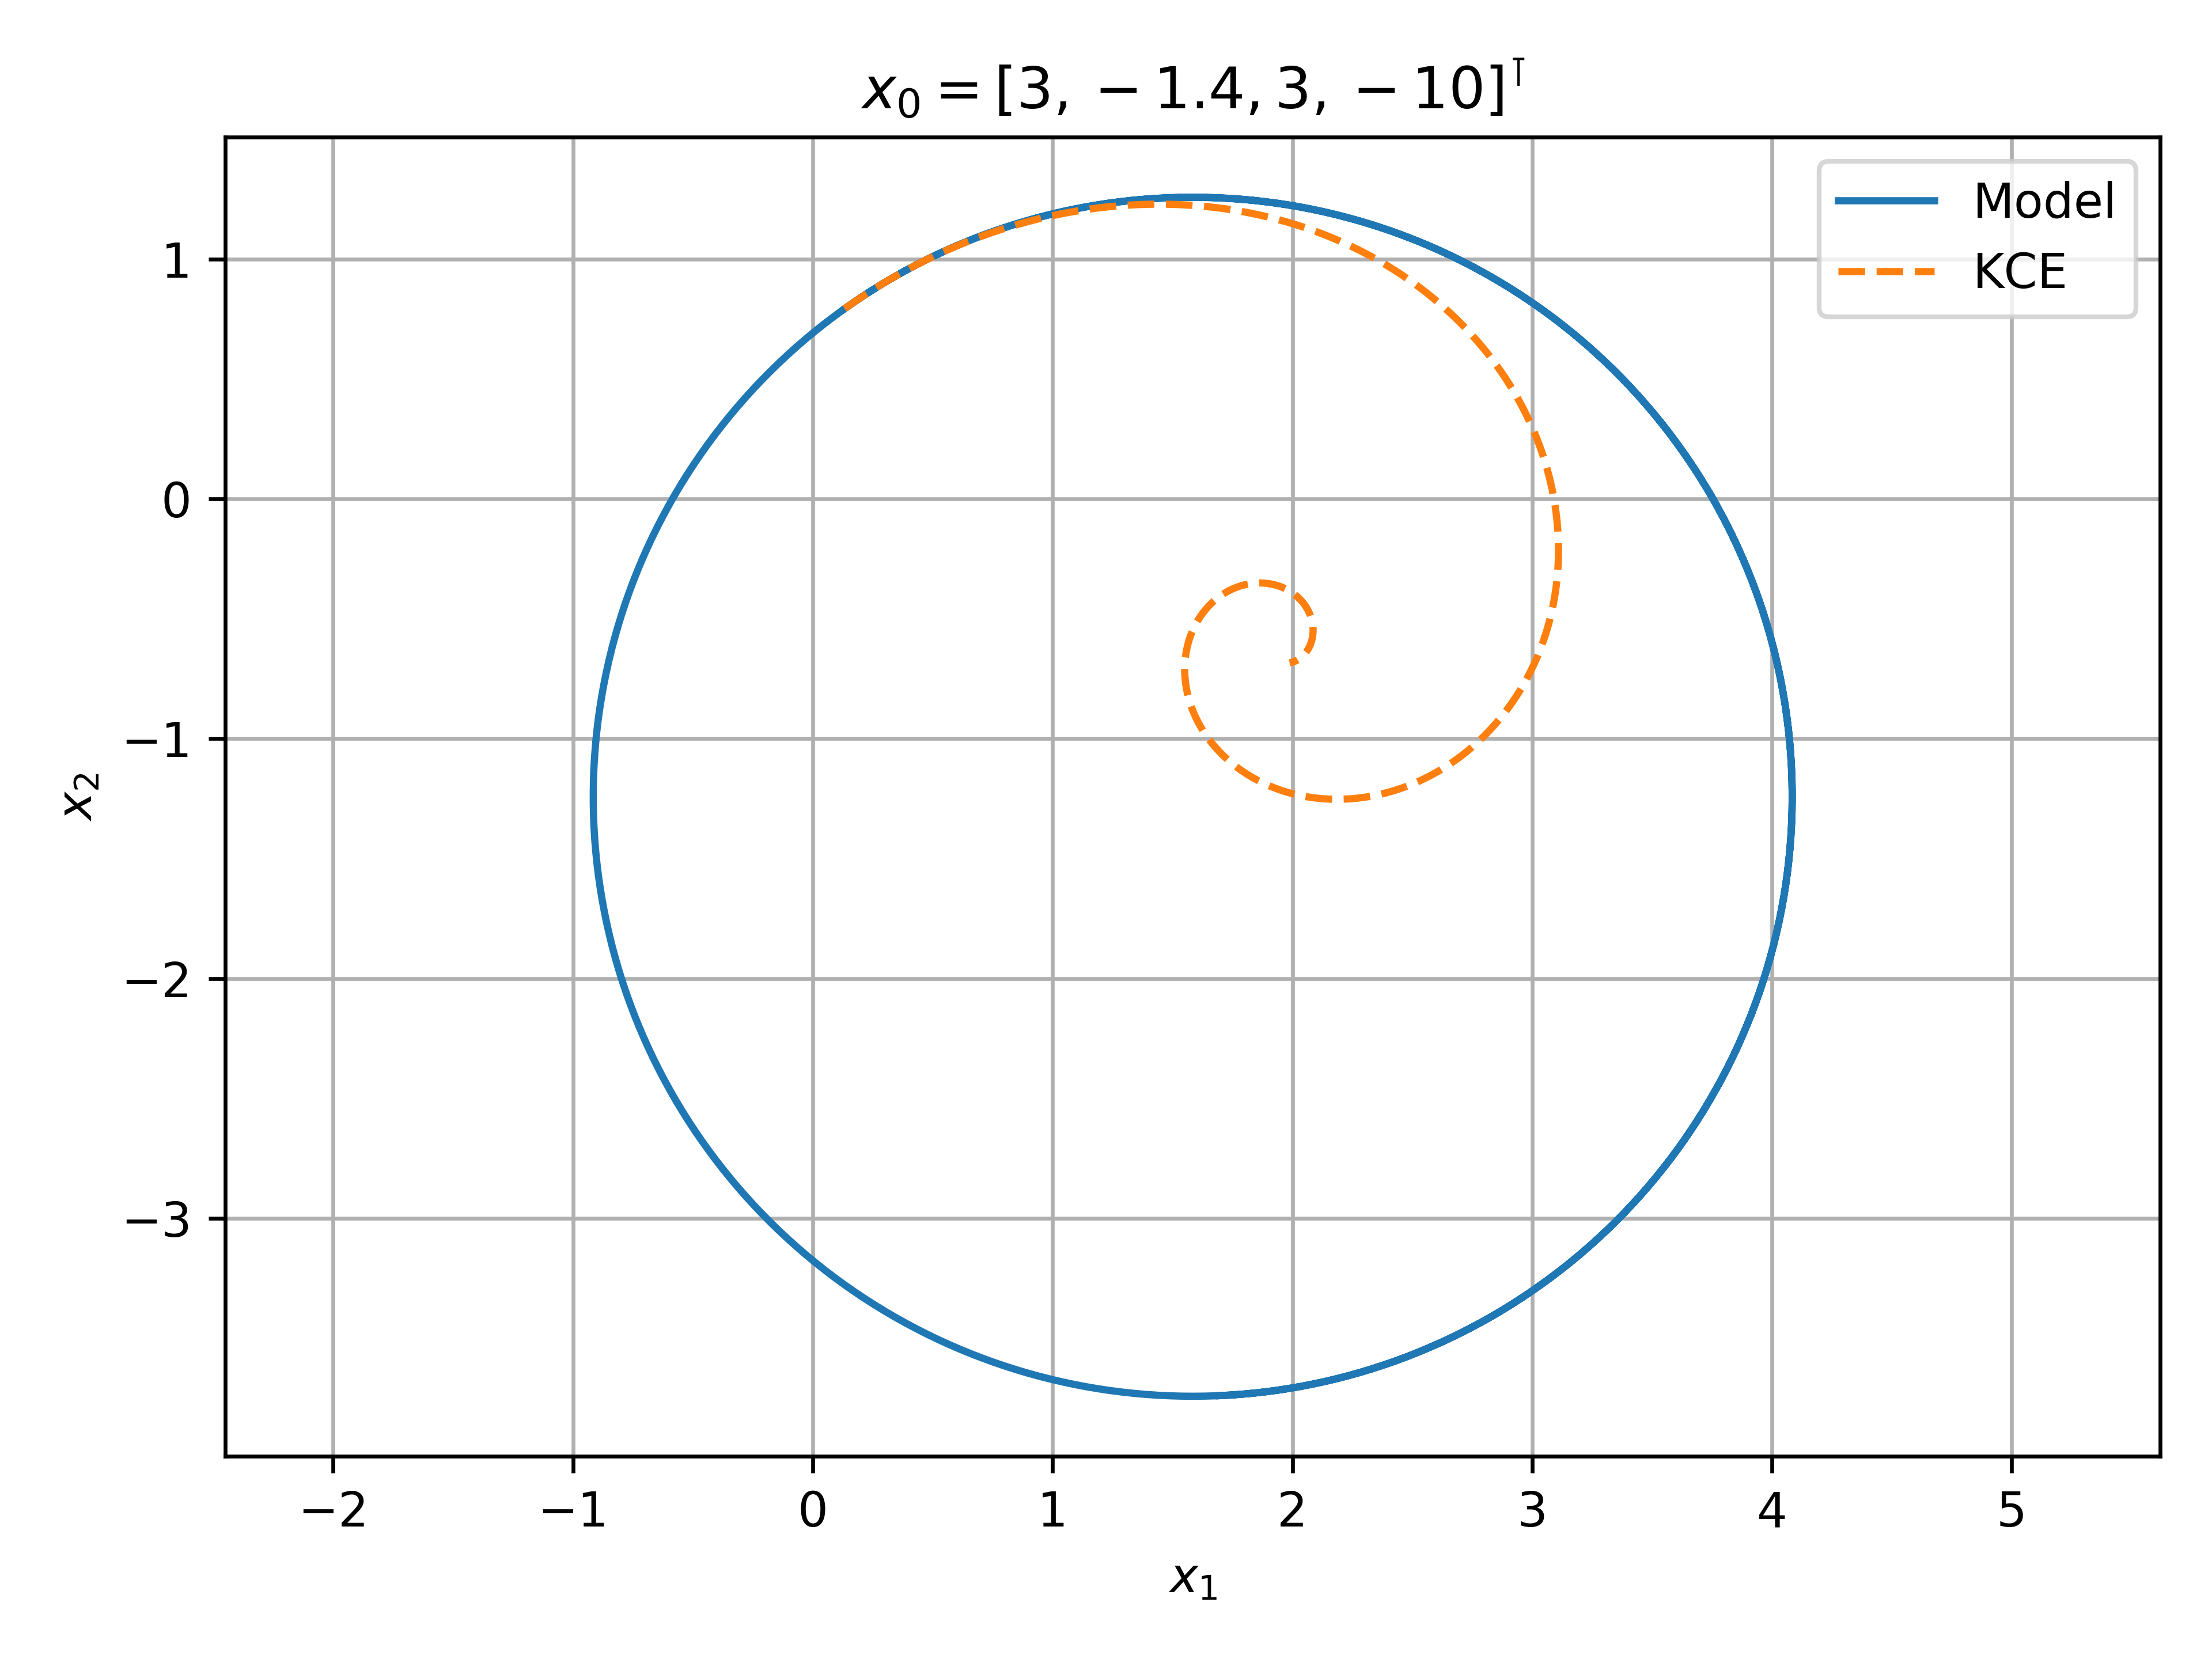 x₀ = [3, −1.4, 3, −10]ᵀ
Model
KCE
1
0
−1
−2
−3
x₂
−2 −1 0 1 2 3 4 5
x₁